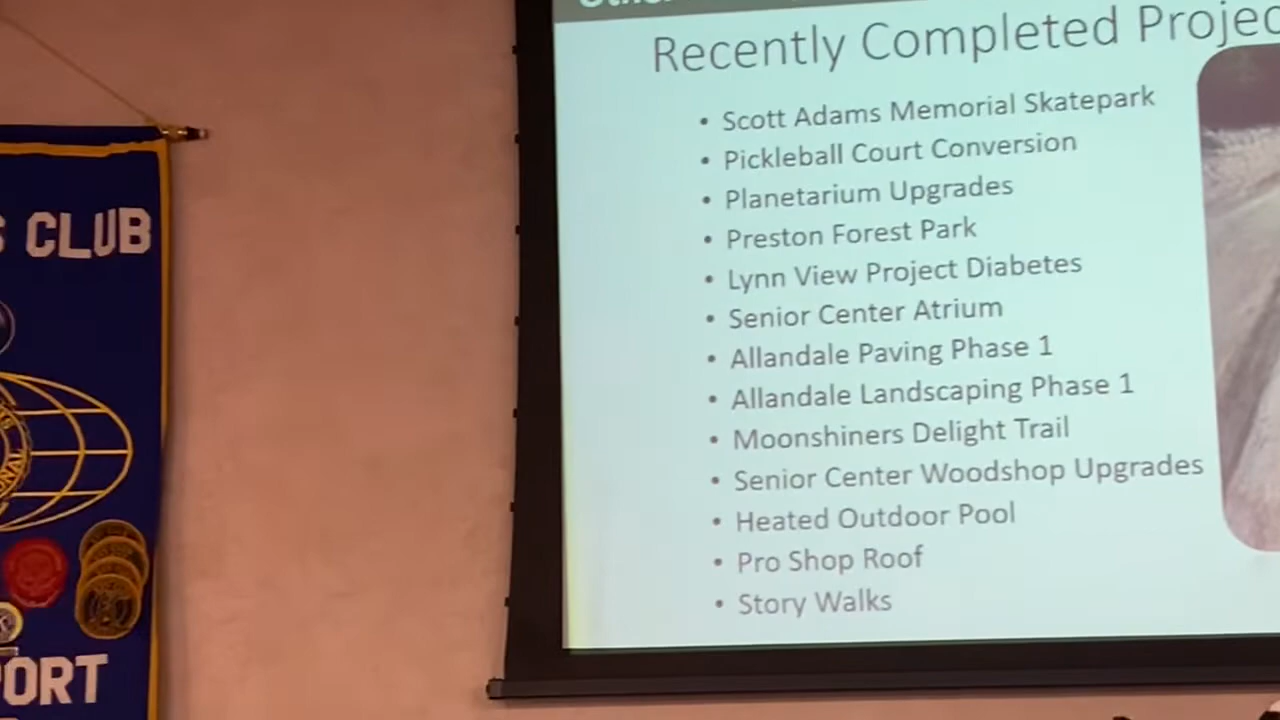 Recently Completed Projec
• Scott Adams Memorial Skatepark
• Pickleball Court Conversion
• Planetarium Upgrades
• Preston Forest Park
• Lynn View Project Diabetes
• Senior Center Atrium
• Allandale Paving Phase 1
• Allandale Landscaping Phase 1
• Moonshiners Delight Trail
• Senior Center Woodshop Upgrades
• Heated Outdoor Pool
• Pro Shop Roof
• Story Walks
S CLUB
ORT